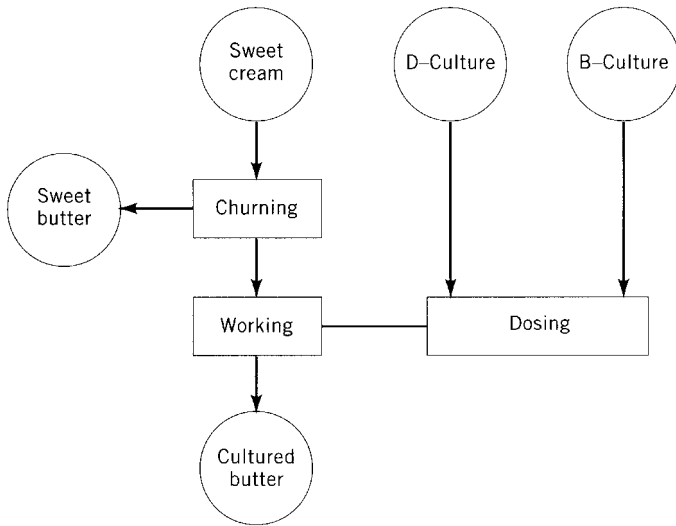 Sweet
cream
D–Culture
B–Culture
Sweet
butter
Churning
Working
Dosing
Cultured
butter